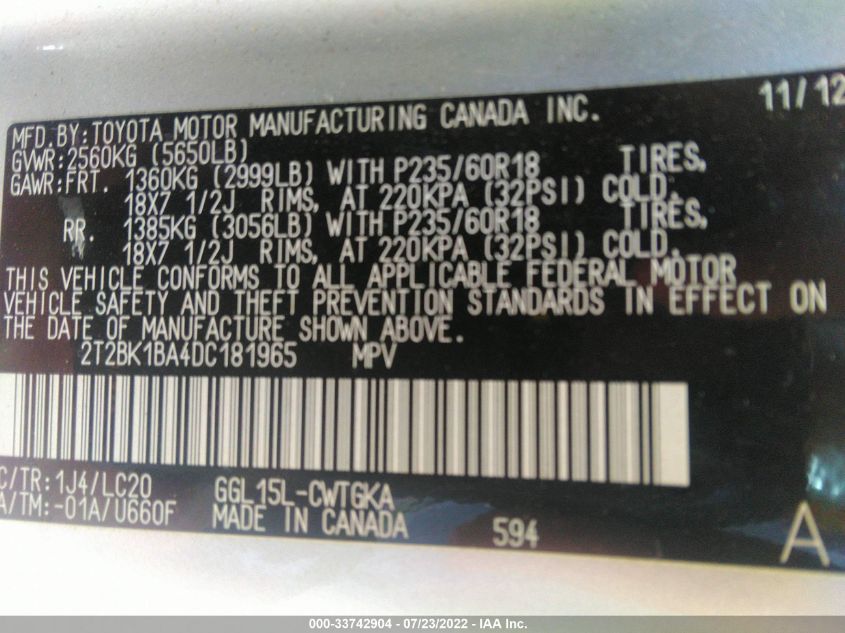 11/12
MFD.BY:TOYOTA MOTOR MANUFACTURING CANADA INC.
GVWR:2560KG (5650LB)
GAWR:FRT. 1360KG (2999LB) WITH P235/60R18 TIRES,
18X7 1/2J RIMS, AT 220KPA (32PSI) COLD.
RR. 1385KG (3056LB) WITH P235/60R18 TIRES,
18X7 1/2J RIMS, AT 220KPA (32PSI) COLD.
THIS VEHICLE CONFORMS TO ALL APPLICABLE FEDERAL MOTOR
VEHICLE SAFETY AND THEFT PREVENTION STANDARDS IN EFFECT ON
THE DATE OF MANUFACTURE SHOWN ABOVE.
2T2BK1BA4DC181965 MPV
C/TR:1J4/LC20 GGL15L-CWTGKA
A/TM:-01A/U660F MADE IN CANADA 594 A
000-33742904 - 07/23/2022 - IAA Inc.